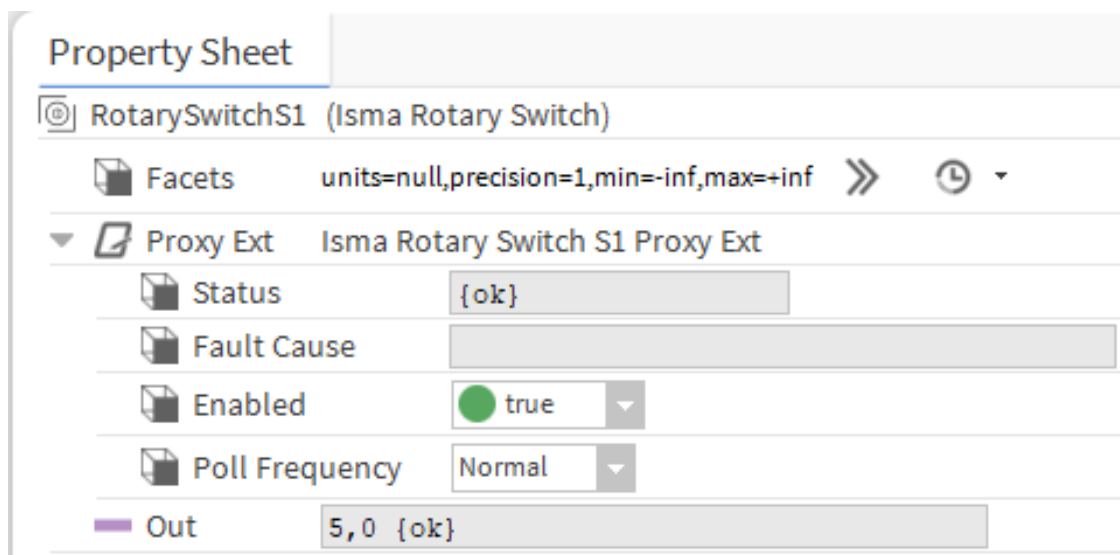 Property Sheet
RotarySwitchS1 (Isma Rotary Switch)
Facets units=null,precision=1,min=-inf,max=+inf
Proxy Ext Isma Rotary Switch S1 Proxy Ext
Status {ok}
Fault Cause
Enabled true
Poll Frequency Normal
Out 5,0 {ok}